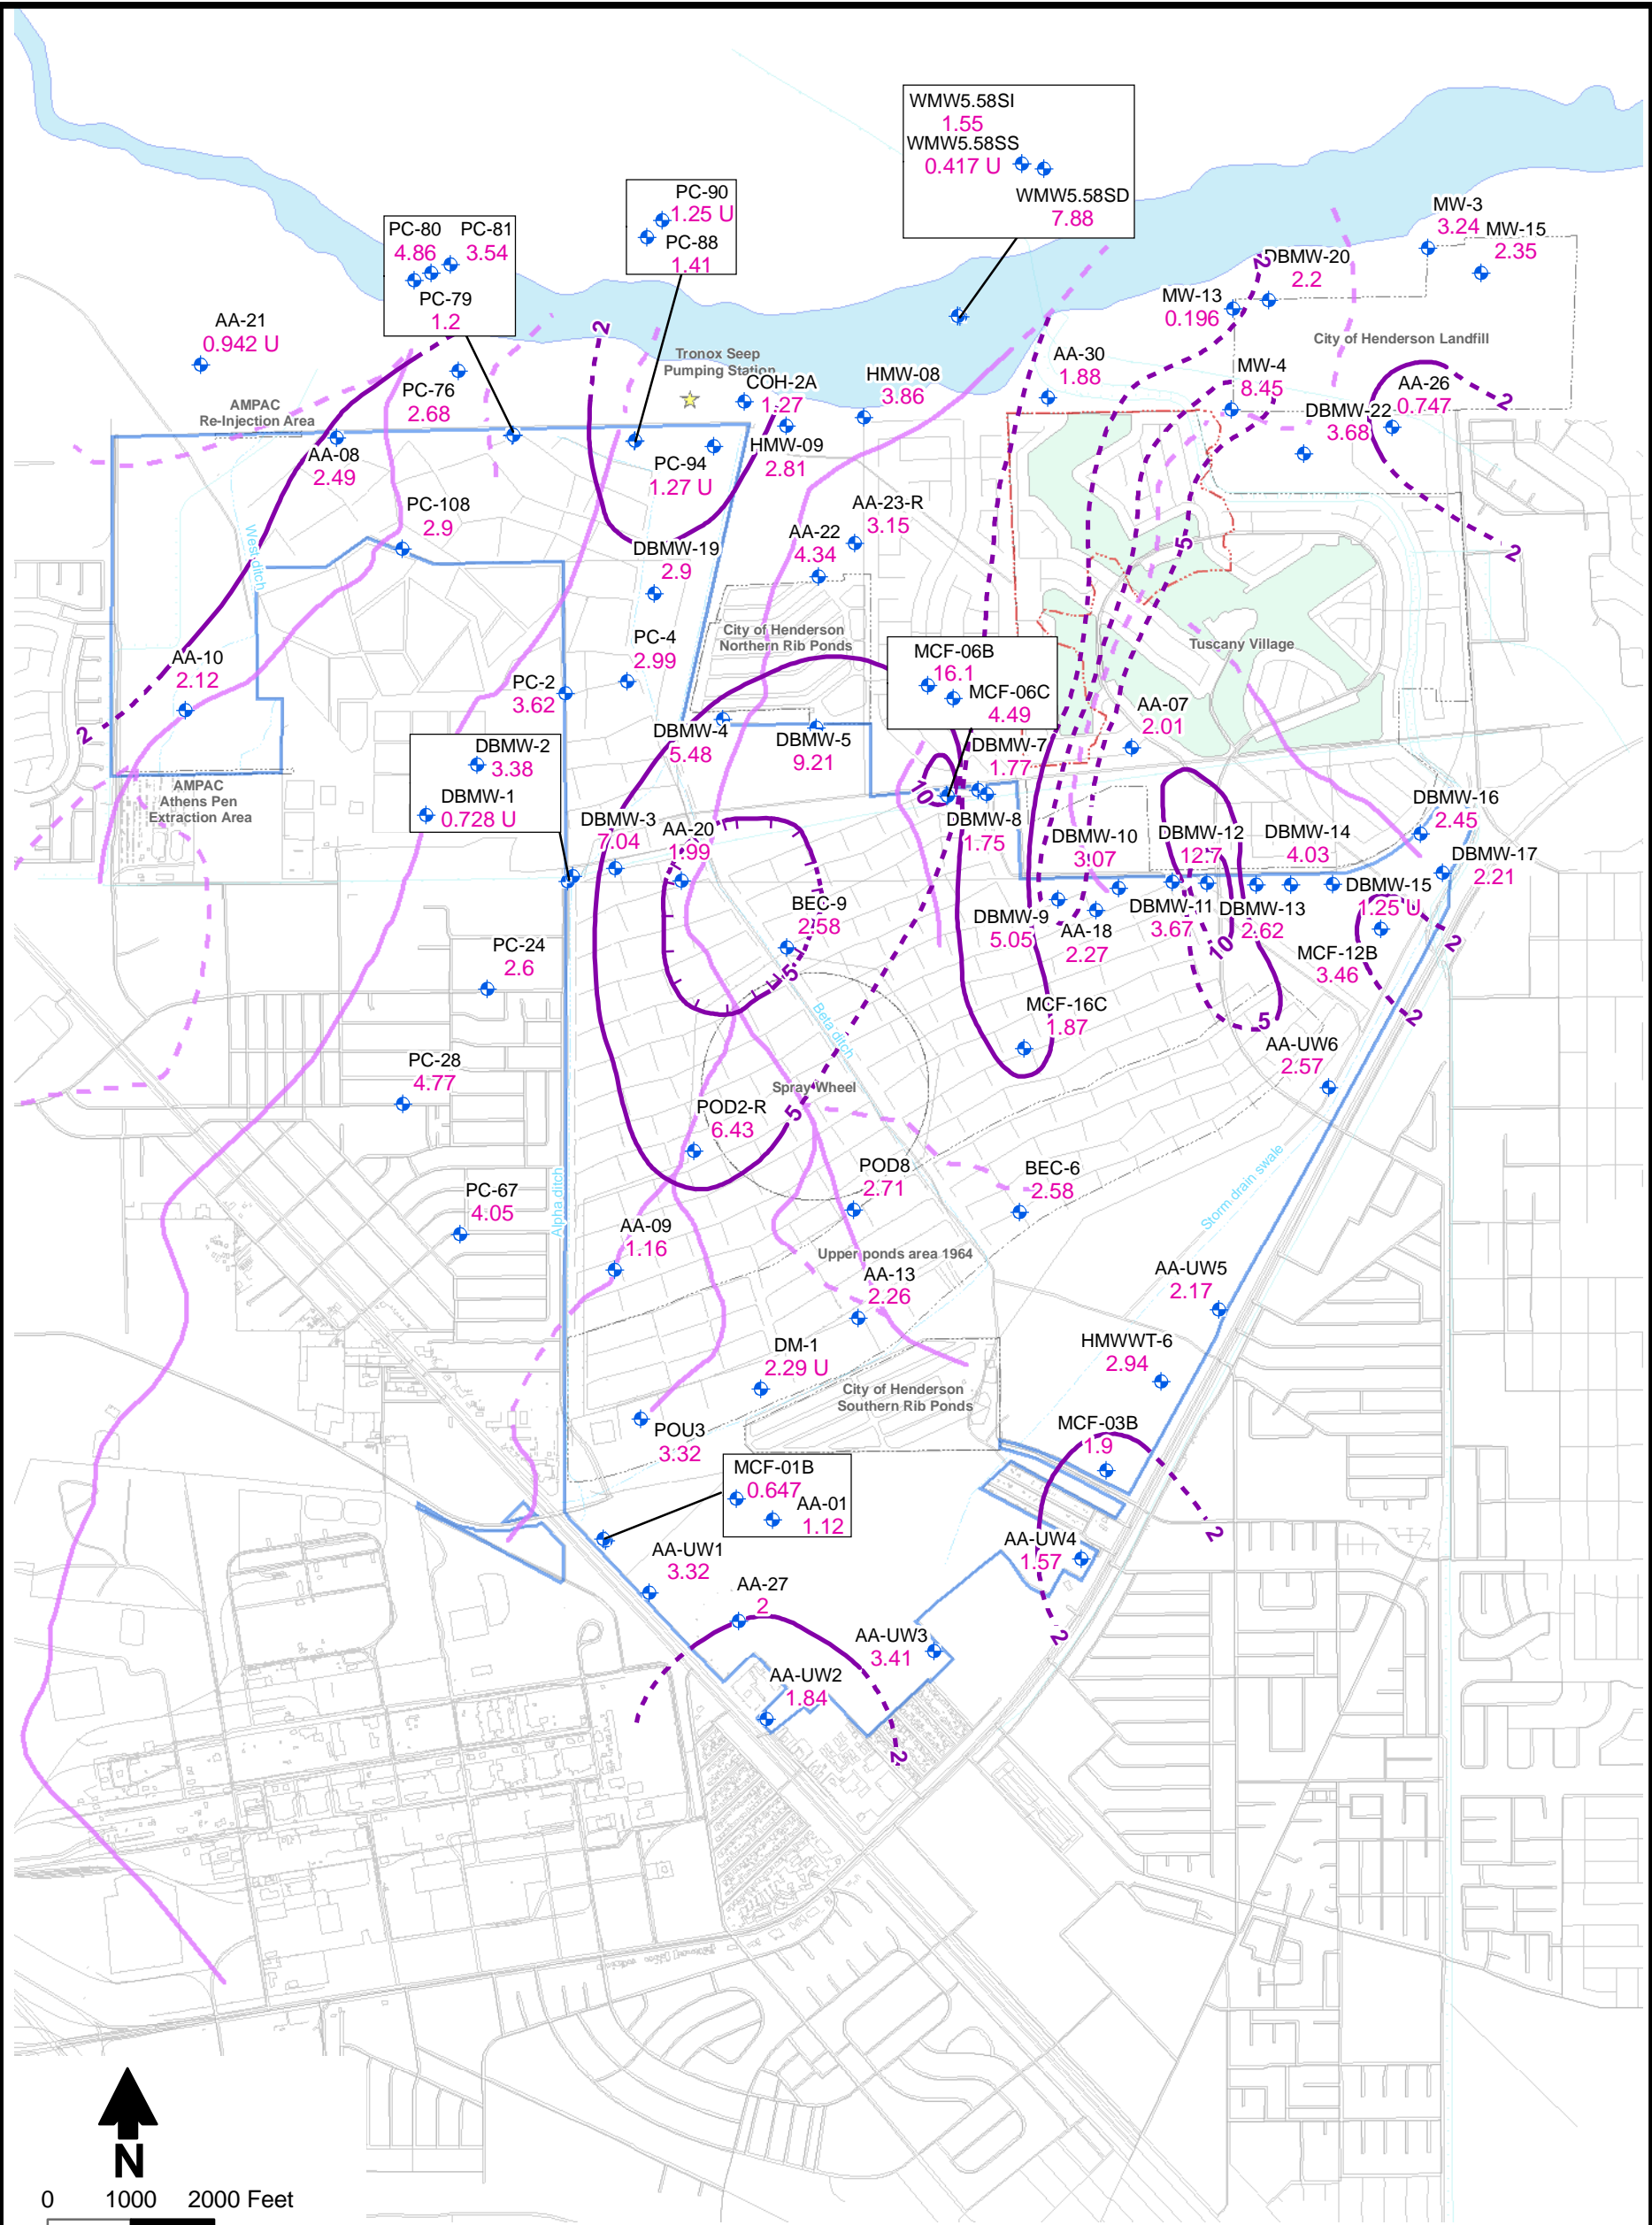 WMW5.58SI
1.55
WMW5.58SS
0.417 U
WMW5.58SD
7.88
PC-90
1.25 U
PC-88
1.41
PC-80
4.86
PC-81
3.54
PC-79
1.2
MW-3
3.24
MW-15
2.35
DBMW-20
2.2
2
MW-13
0.196
City of Henderson Landfill
AA-21
0.942 U
2
Tronox Seep
Pumping Station
COH-2A
1.27
HMW-08
3.86
AA-30
1.88
MW-4
8.45
AA-26
0.747
2
DBMW-22
3.68
PC-76
2.68
AMPAC
Re-Injection Area
AA-08
2.49
HMW-09
2.81
PC-94
1.27 U
PC-108
2.9
AA-23-R
3.15
AA-22
4.34
5
2
West ditch
DBMW-19
2.9
City of Henderson
Northern Rib Ponds
PC-4
2.99
Tuscany Village
AA-10
2.12
PC-2
3.62
MCF-06B
16.1
MCF-06C
4.49
2
DBMW-4
5.48
DBMW-5
9.21
AA-07
2.01
DBMW-2
3.38
DBMW-1
0.728 U
DBMW-7
1.77
10
AMPAC
Athens Pen
Extraction Area
DBMW-3
7.04
AA-20
1.99
DBMW-8
1.75
DBMW-10
3.07
DBMW-12
12.7
DBMW-14
4.03
DBMW-16
2.45
DBMW-17
2.21
DBMW-15
1.25 U
BEC-9
2.58
DBMW-9
5.05
AA-18
2.27
DBMW-11
3.67
DBMW-13
2.62
10
2
MCF-12B
3.46
PC-24
2.6
5
MCF-16C
1.87
5
2
Beta ditch
AA-UW6
2.57
PC-28
4.77
Spray Wheel
5
POD2-R
6.43
POD8
2.71
BEC-6
2.58
Storm drain swale
PC-67
4.05
Alpha ditch
AA-09
1.16
Upper ponds area 1964
AA-13
2.26
AA-UW5
2.17
DM-1
2.29 U
HMWWT-6
2.94
City of Henderson
Southern Rib Ponds
POU3
3.32
MCF-03B
1.9
MCF-01B
0.647
AA-01
1.12
2
AA-UW1
3.32
AA-UW4
1.57
AA-27
2
2
AA-UW3
3.41
AA-UW2
1.84
2
N
0 1000 2000 Feet